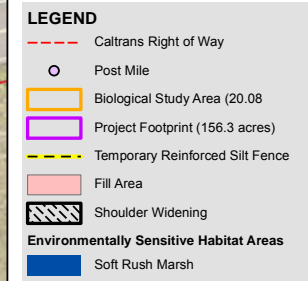 LEGEND
Caltrans Right of Way
Post Mile
Biological Study Area (20.08
Project Footprint (156.3 acres)
Temporary Reinforced Silt Fence
Fill Area
Shoulder Widening
Environmentally Sensitive Habitat Areas
Soft Rush Marsh